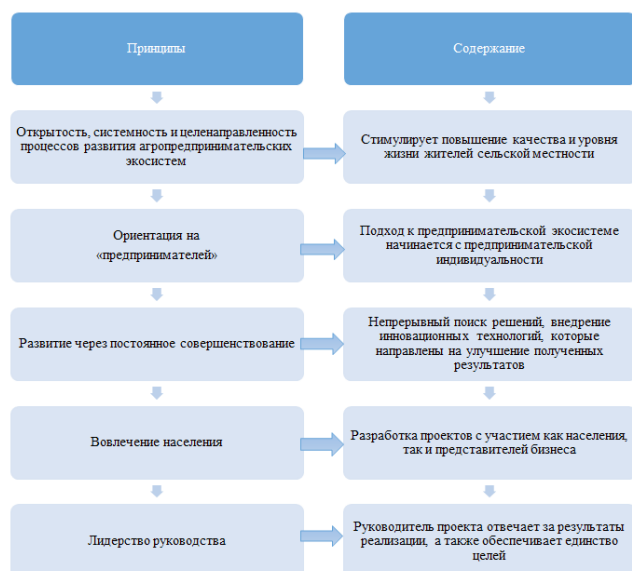 Принципы
Содержание
Открытость, системность и целенаправленность
процессов развития агропредпринимательских
экосистем
Стимулирует повышение качества и уровня
жизни жителей сельской местности
Ориентация на
«предпринимателей»
Подход к предпринимательской экосистеме
начинается с предпринимательской
индивидуальности
Развитие через постоянное совершенствование
Непрерывный поиск решений, внедрение
инновационных технологий, которые
направлены на улучшение полученных
результатов
Вовлечение населения
Разработка проектов с участием как населения,
так и представителей бизнеса
Лидерство руководства
Руководитель проекта отвечает за результаты
реализации, а также обеспечивает единство
целей